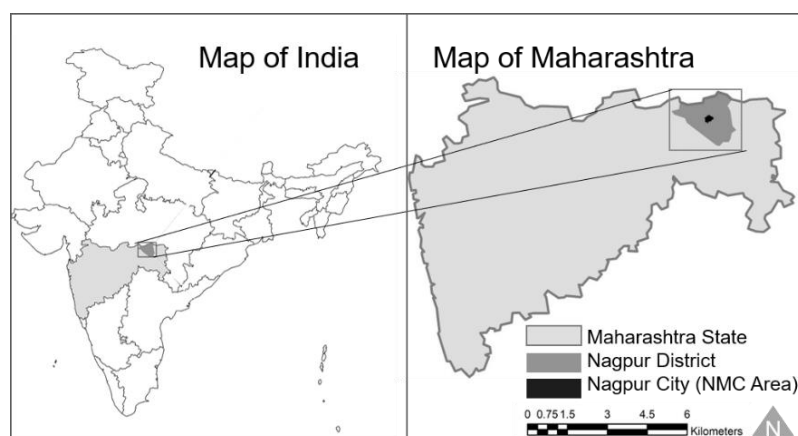 Map of India
Map of Maharashtra
Maharashtra State
Nagpur District
Nagpur City (NMC Area)
0 0.75 1.5 3 4.5 6
Kilometers
N